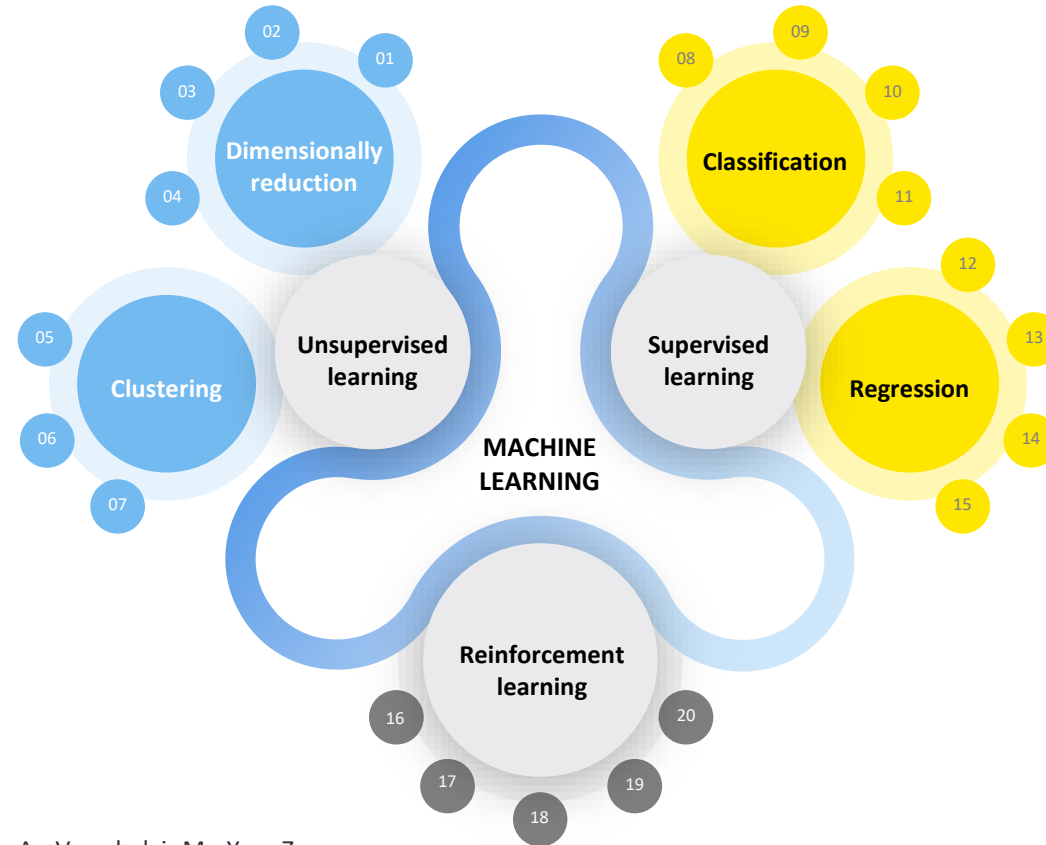 02
01
03
04
Dimensionally
reduction
09
08
10
11
Classification
05
06
07
Clustering
Unsupervised
learning
Supervised
learning
12
13
14
15
Regression
MACHINE
LEARNING
Reinforcement
learning
16
17
18
19
20